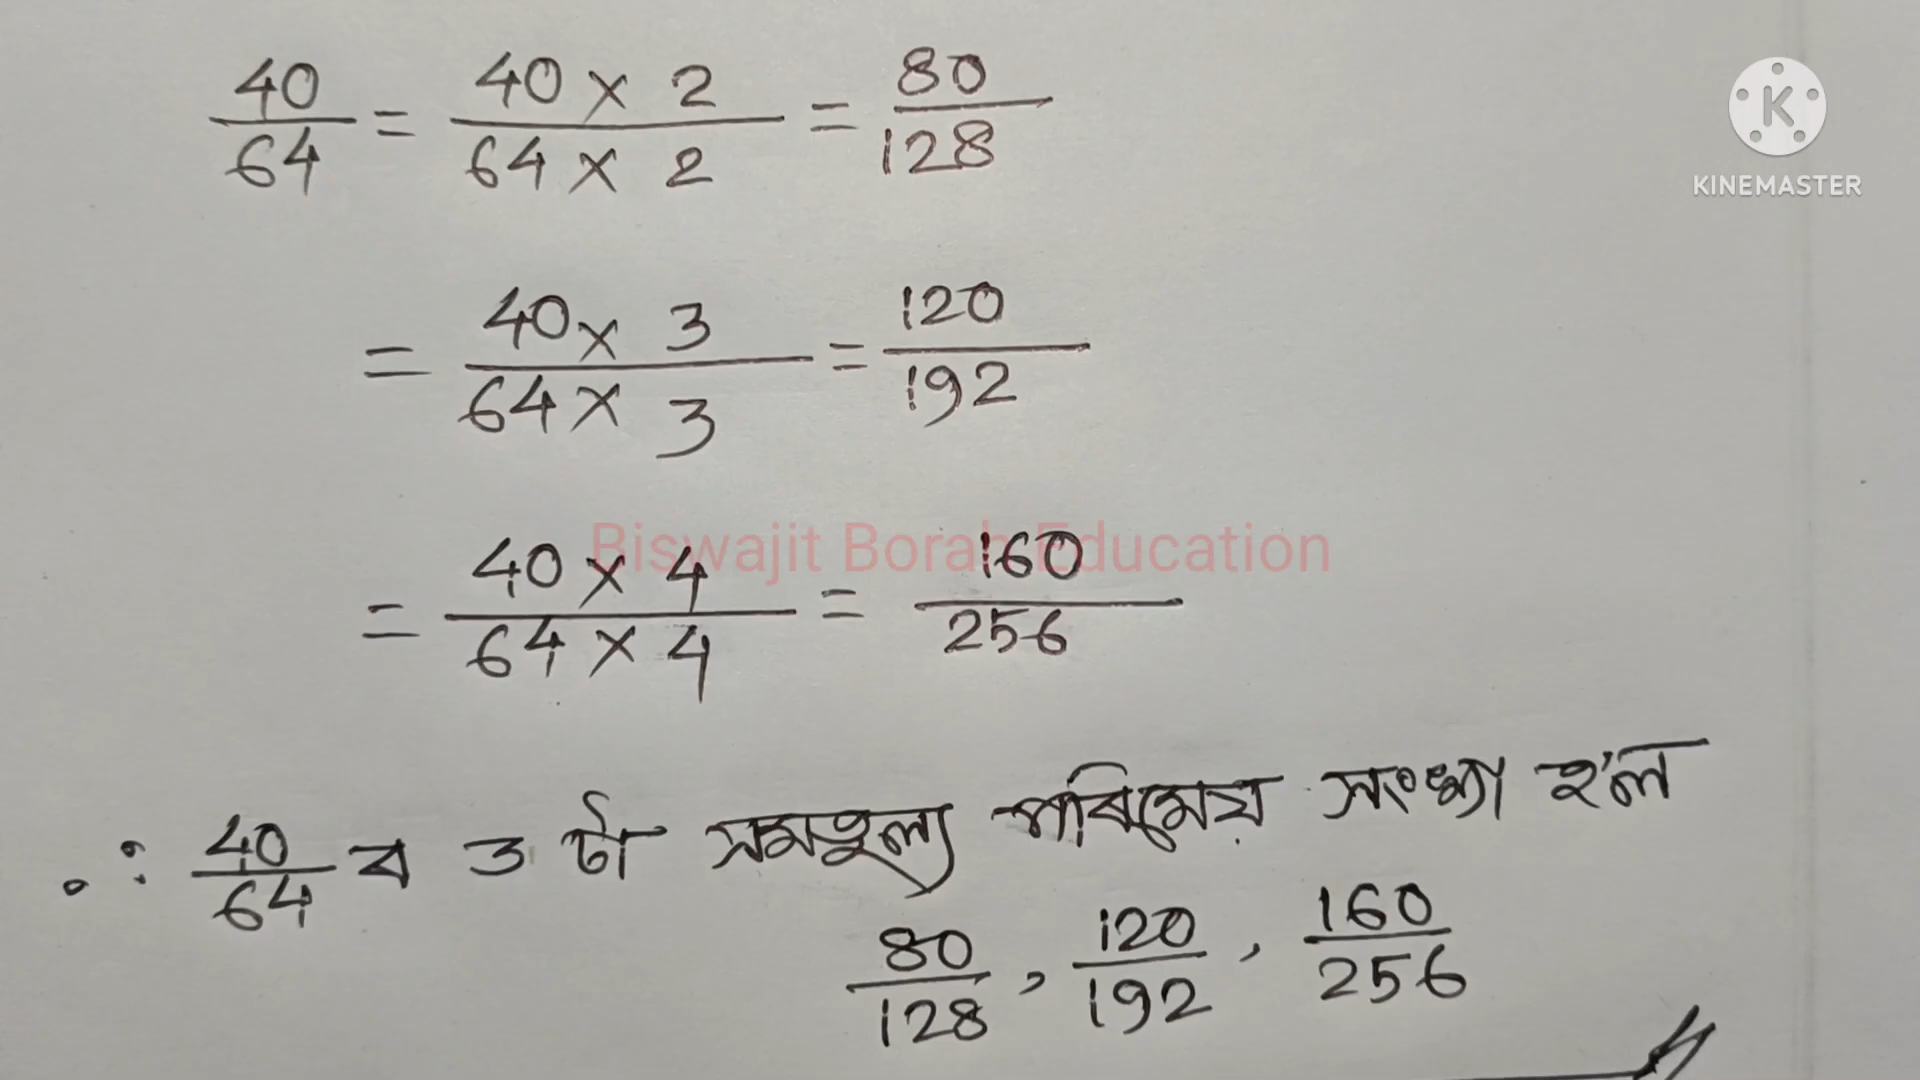 40/64 = 40 × 2/64 × 2 = 80/128
= 40 × 3/64 × 3 = 120/192
= 40 × 4/64 × 4 = 160/256
∴ 40/64 ৰ 3 টা সমতুল্য পৰিমেয় সংখ্যা হ'ল
80/128, 120/192, 160/256
K
KINEMASTER
Biswajit Borah Education